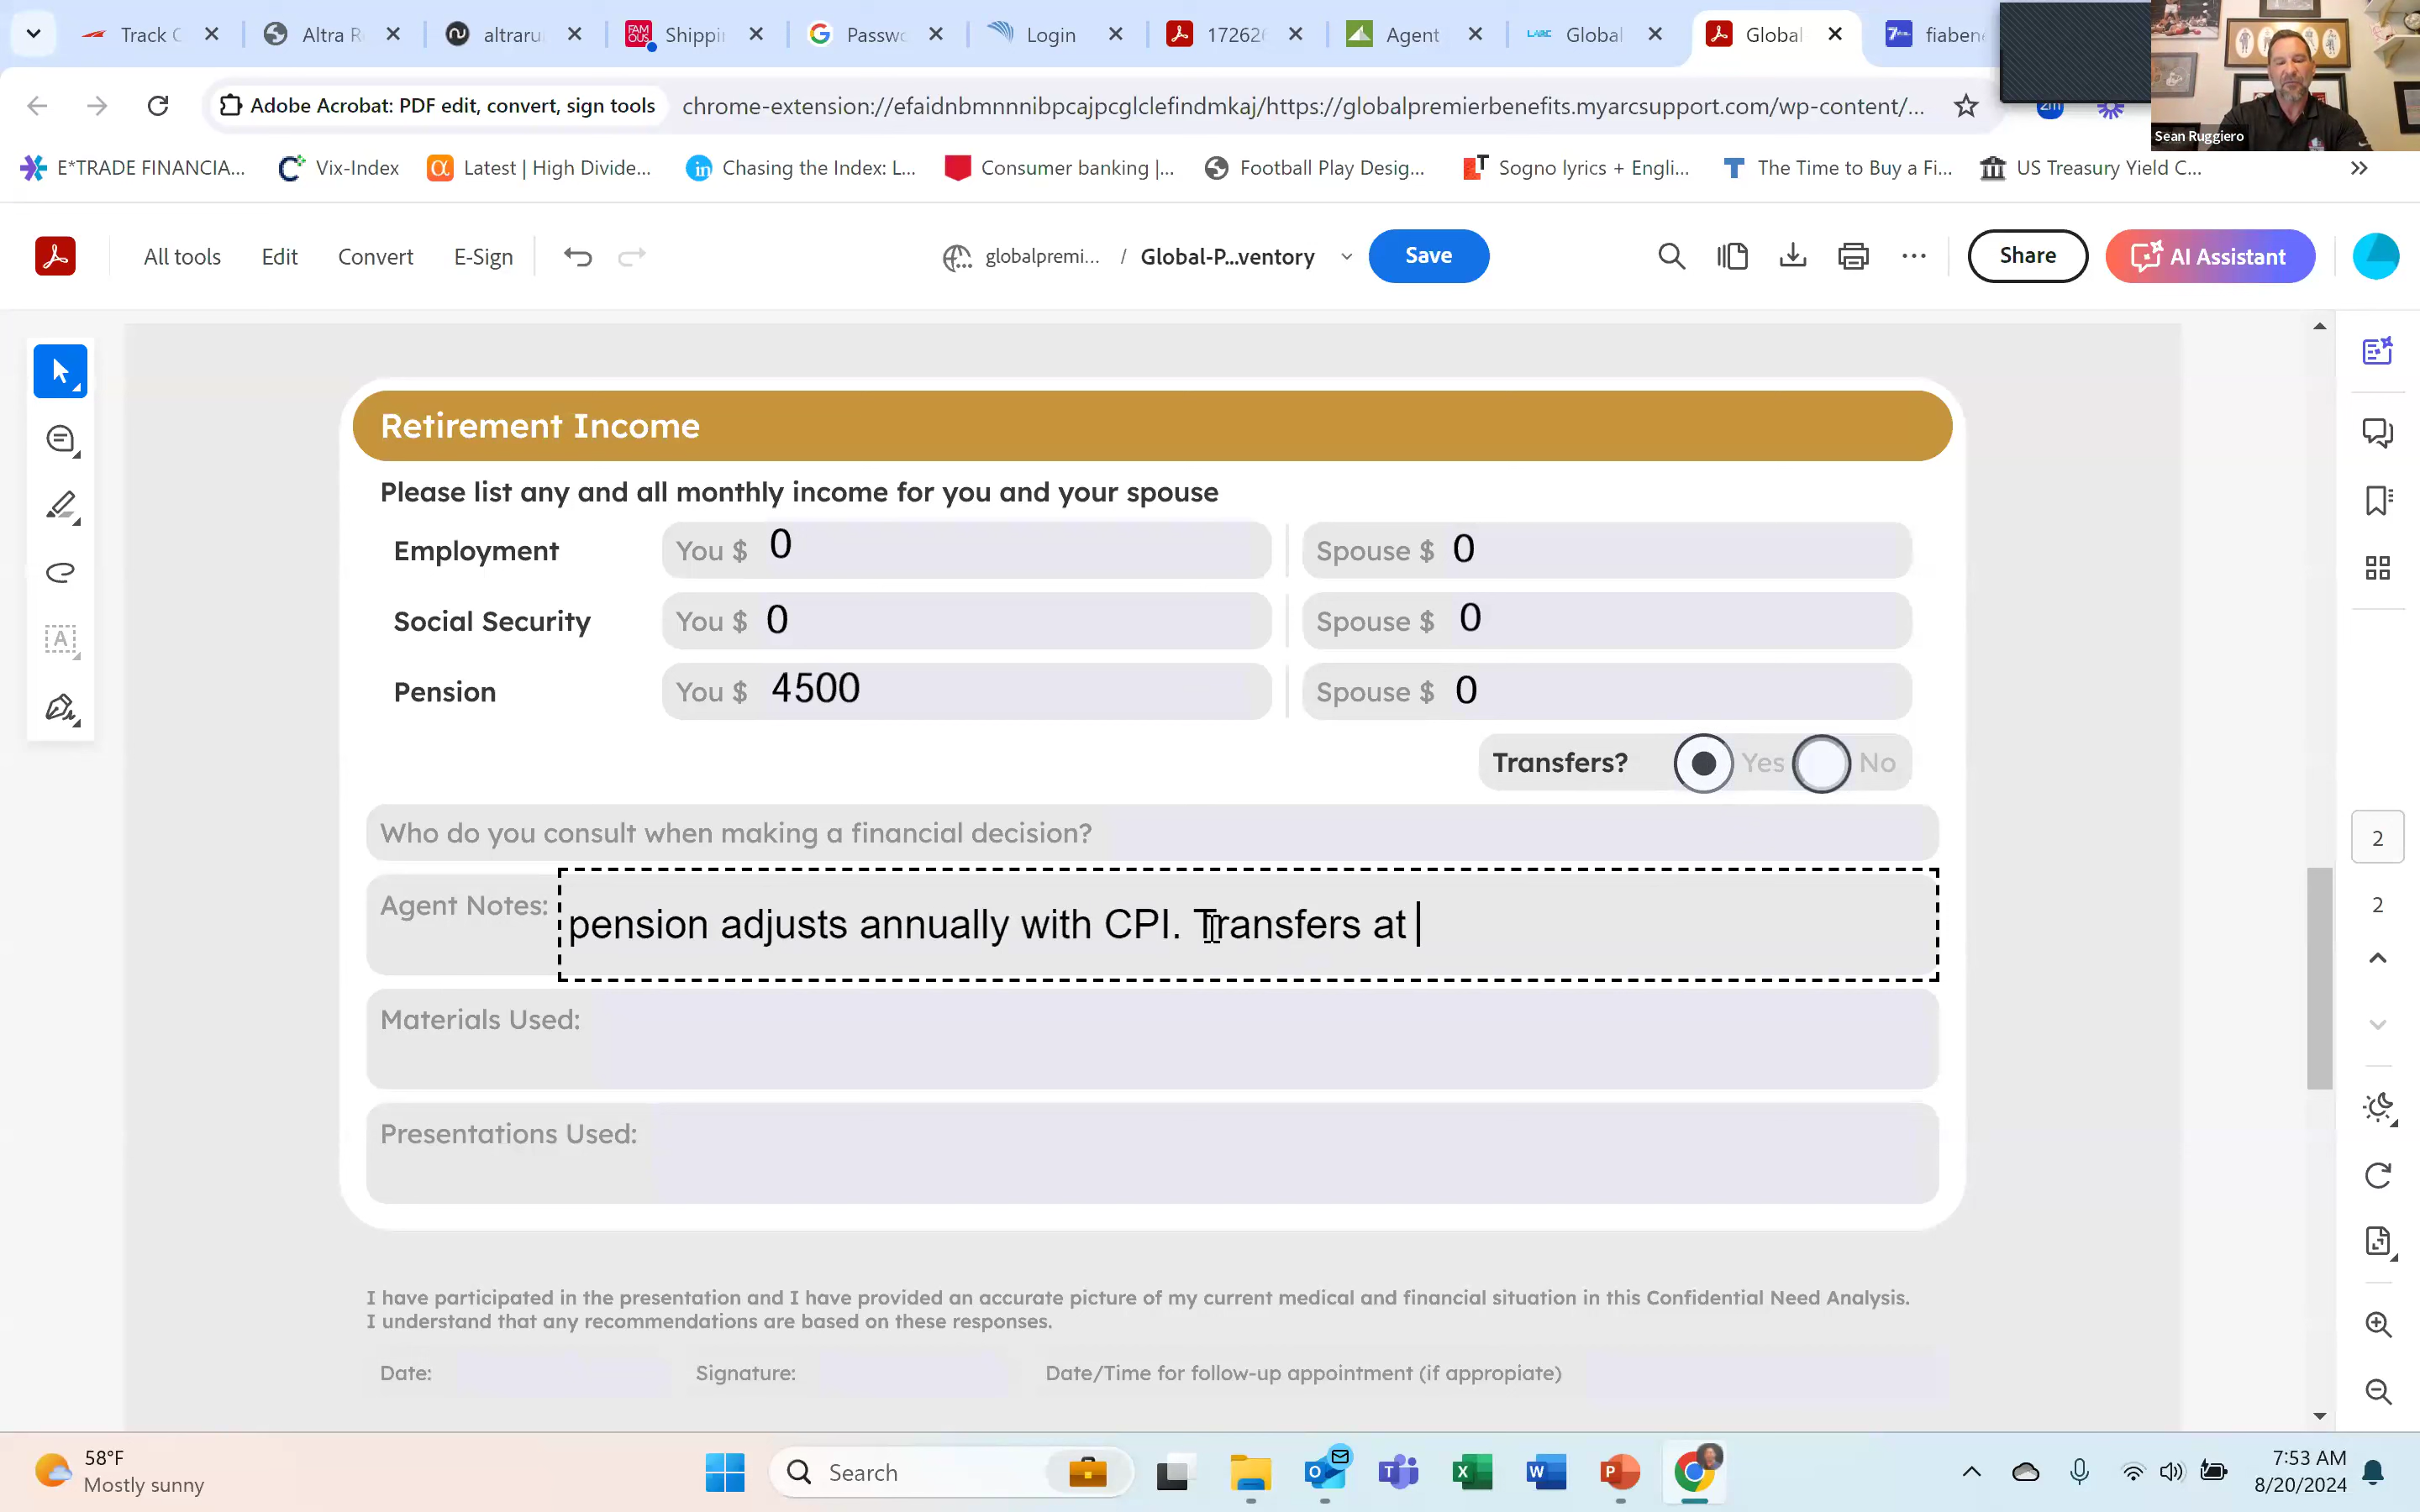 Track C
Altra R
altraru
FAM OUS
Shippi
Passwo
Login
17262
Agent
Global
Global
fiaben
Adobe Acrobat: PDF edit, convert, sign tools
chrome-extension://efaidnbmnnnibpcajpcglclefindmkaj/https://globalpremierbenefits.myarcsupport.com/wp-content/...
Sean Ruggiero
E*TRADE FINANCIA...
Vix-Index
Latest | High Divide...
Chasing the Index: L...
Consumer banking |...
Football Play Desig...
Sogno lyrics + Engli...
The Time to Buy a Fi...
US Treasury Yield C...
All tools
Edit
Convert
E-Sign
globalpremi... / Global-P...ventory
Save
Share
AI Assistant
Retirement Income
Please list any and all monthly income for you and your spouse
Employment You $ 0 Spouse $ 0
Social Security You $ 0 Spouse $ 0
Pension You $ 4500 Spouse $ 0
Transfers? Yes No
Who do you consult when making a financial decision?
Agent Notes: pension adjusts annually with CPI. Transfers at
Materials Used:
Presentations Used:
I have participated in the presentation and I have provided an accurate picture of my current medical and financial situation in this Confidential Need Analysis.
I understand that any recommendations are based on these responses.
Date: Signature: Date/Time for follow-up appointment (if appropiate)
2
2
58°F
Mostly sunny
Search
7:53 AM
8/20/2024